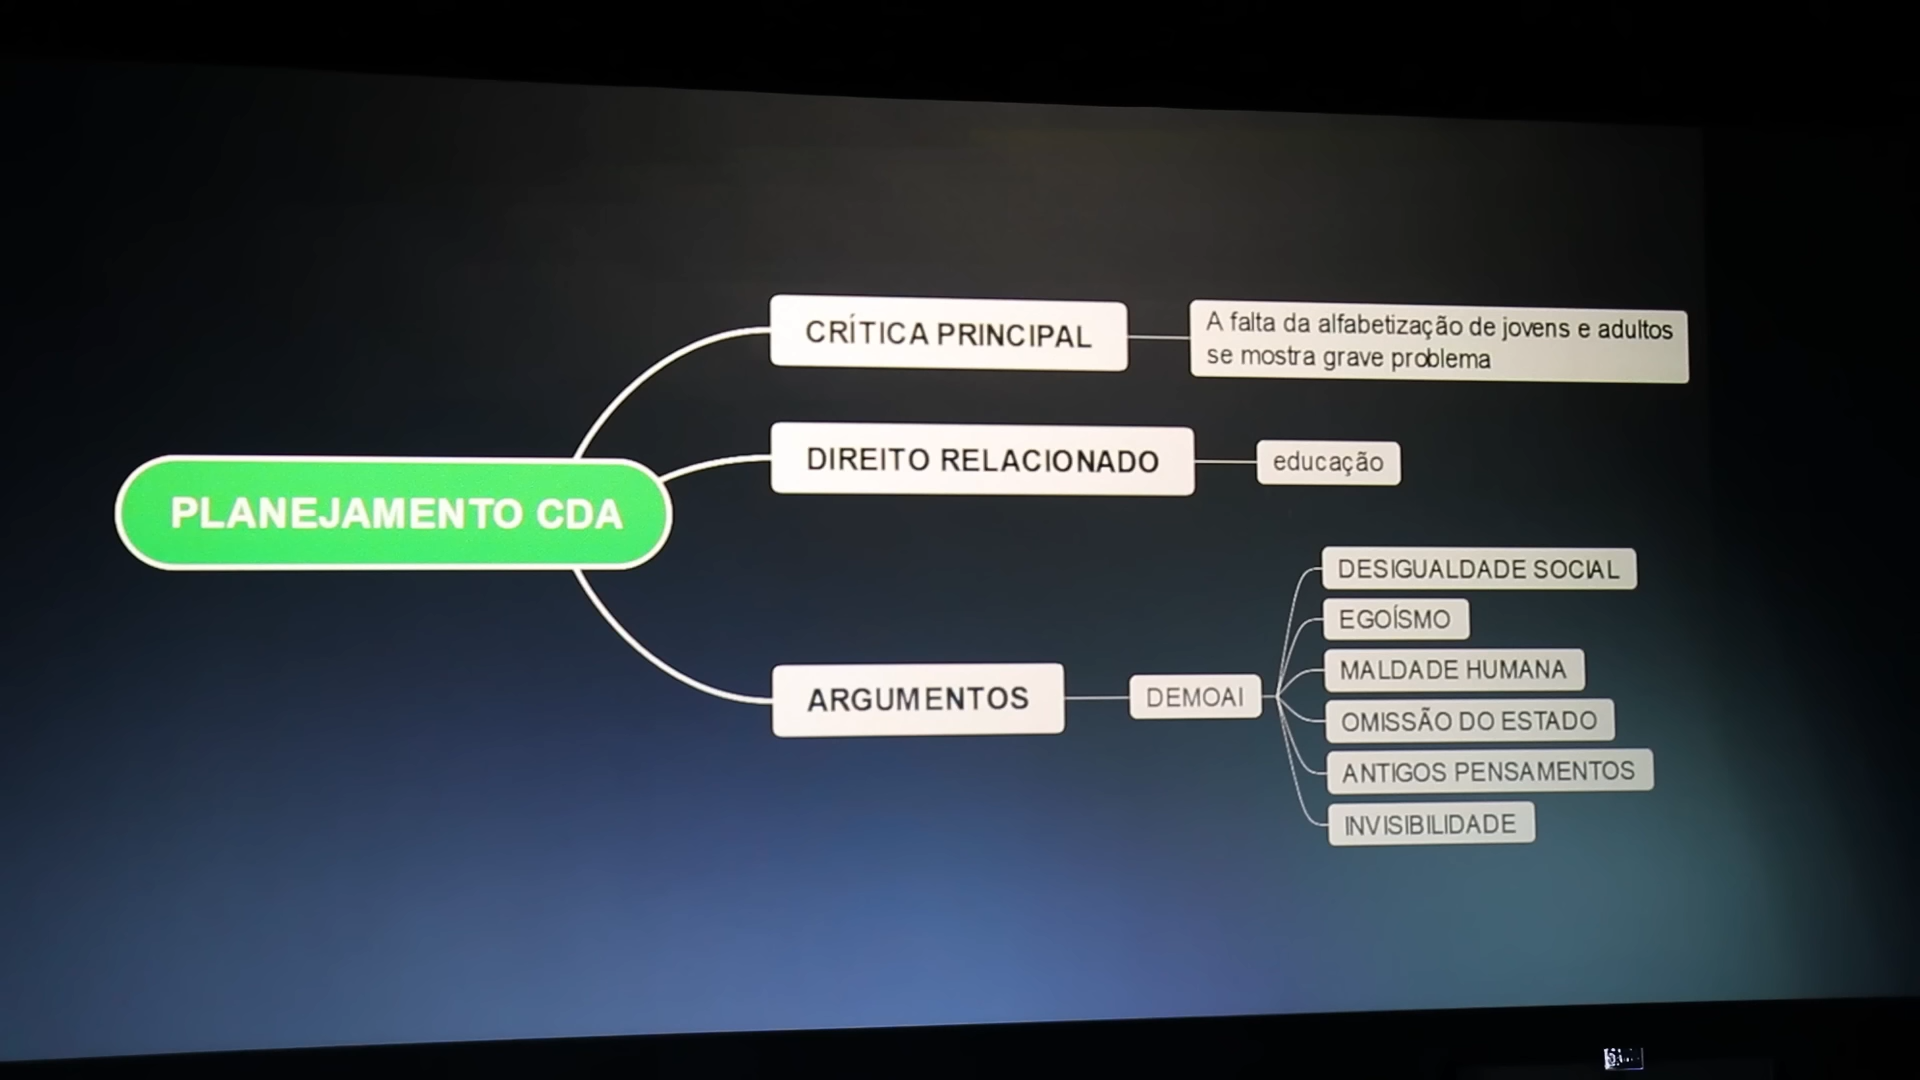 PLANEJAMENTO CDA
CRÍTICA PRINCIPAL
A falta da alfabetização de jovens e adultos
se mostra grave problema
DIREITO RELACIONADO
educação
ARGUMENTOS
DEMOAI
DESIGUALDADE SOCIAL
EGOÍSMO
MALDADE HUMANA
OMISSÃO DO ESTADO
ANTIGOS PENSAMENTOS
INVISIBILIDADE